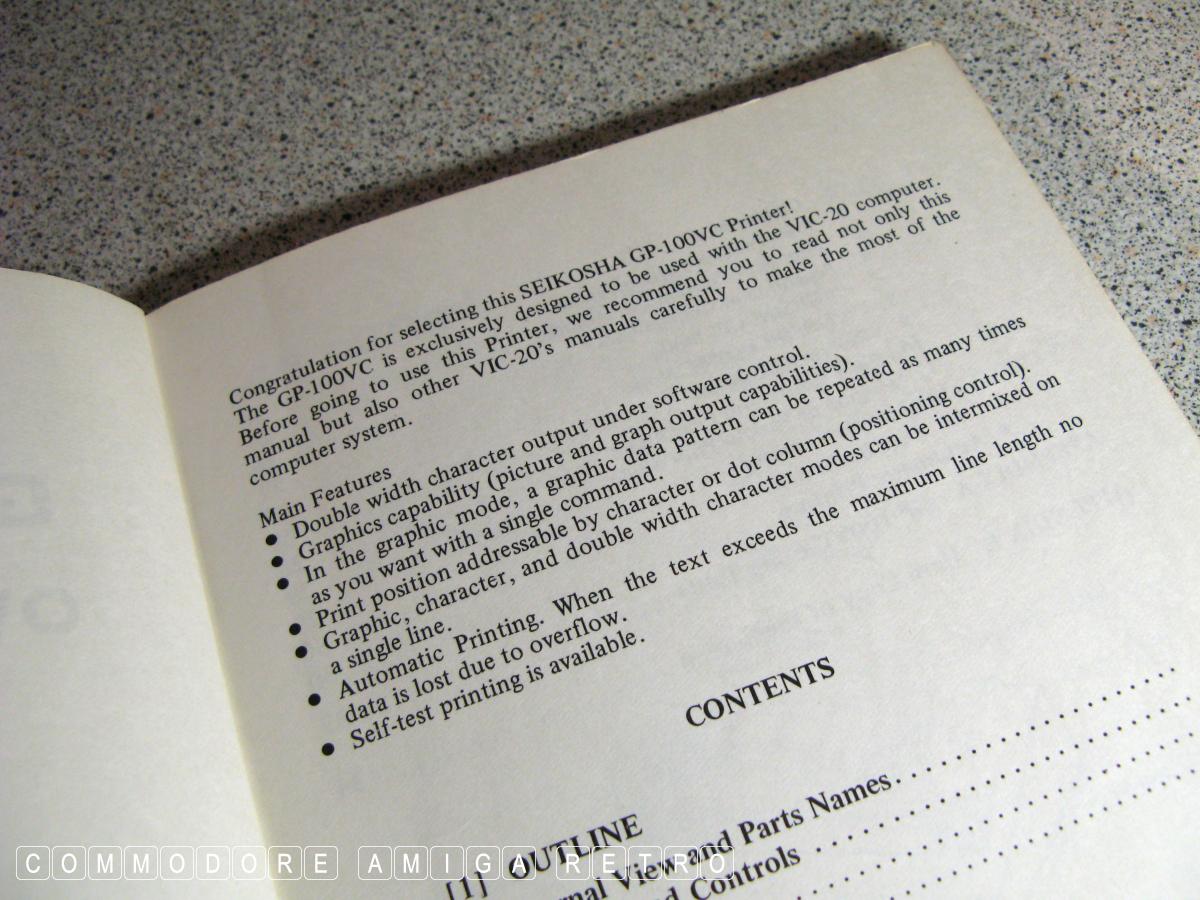 Congratulation for selecting this SEIKOSHA GP-100VC Printer!
The GP-100VC is exclusively designed to be used with the VIC-20 computer.
Before going to use this Printer, we recommend you to read not only this
manual but also other VIC-20's manuals carefully to make the most of the
computer system.
Main Features
● Double width character output under software control.
● Graphics capability (picture and graph output capabilities).
● In the graphic mode, a graphic data pattern can be repeated as many times
as you want with a single command.
● Print position addressable by character or dot column (positioning control).
● Graphic, character, and double width character modes can be intermixed on
a single line.
● Automatic Printing. When the text exceeds the maximum line length no
data is lost due to overflow.
● Self-test printing is available.
CONTENTS
[1] OUTLINE
View and Parts Names
Controls
COMMODORE AMIGA RETRO